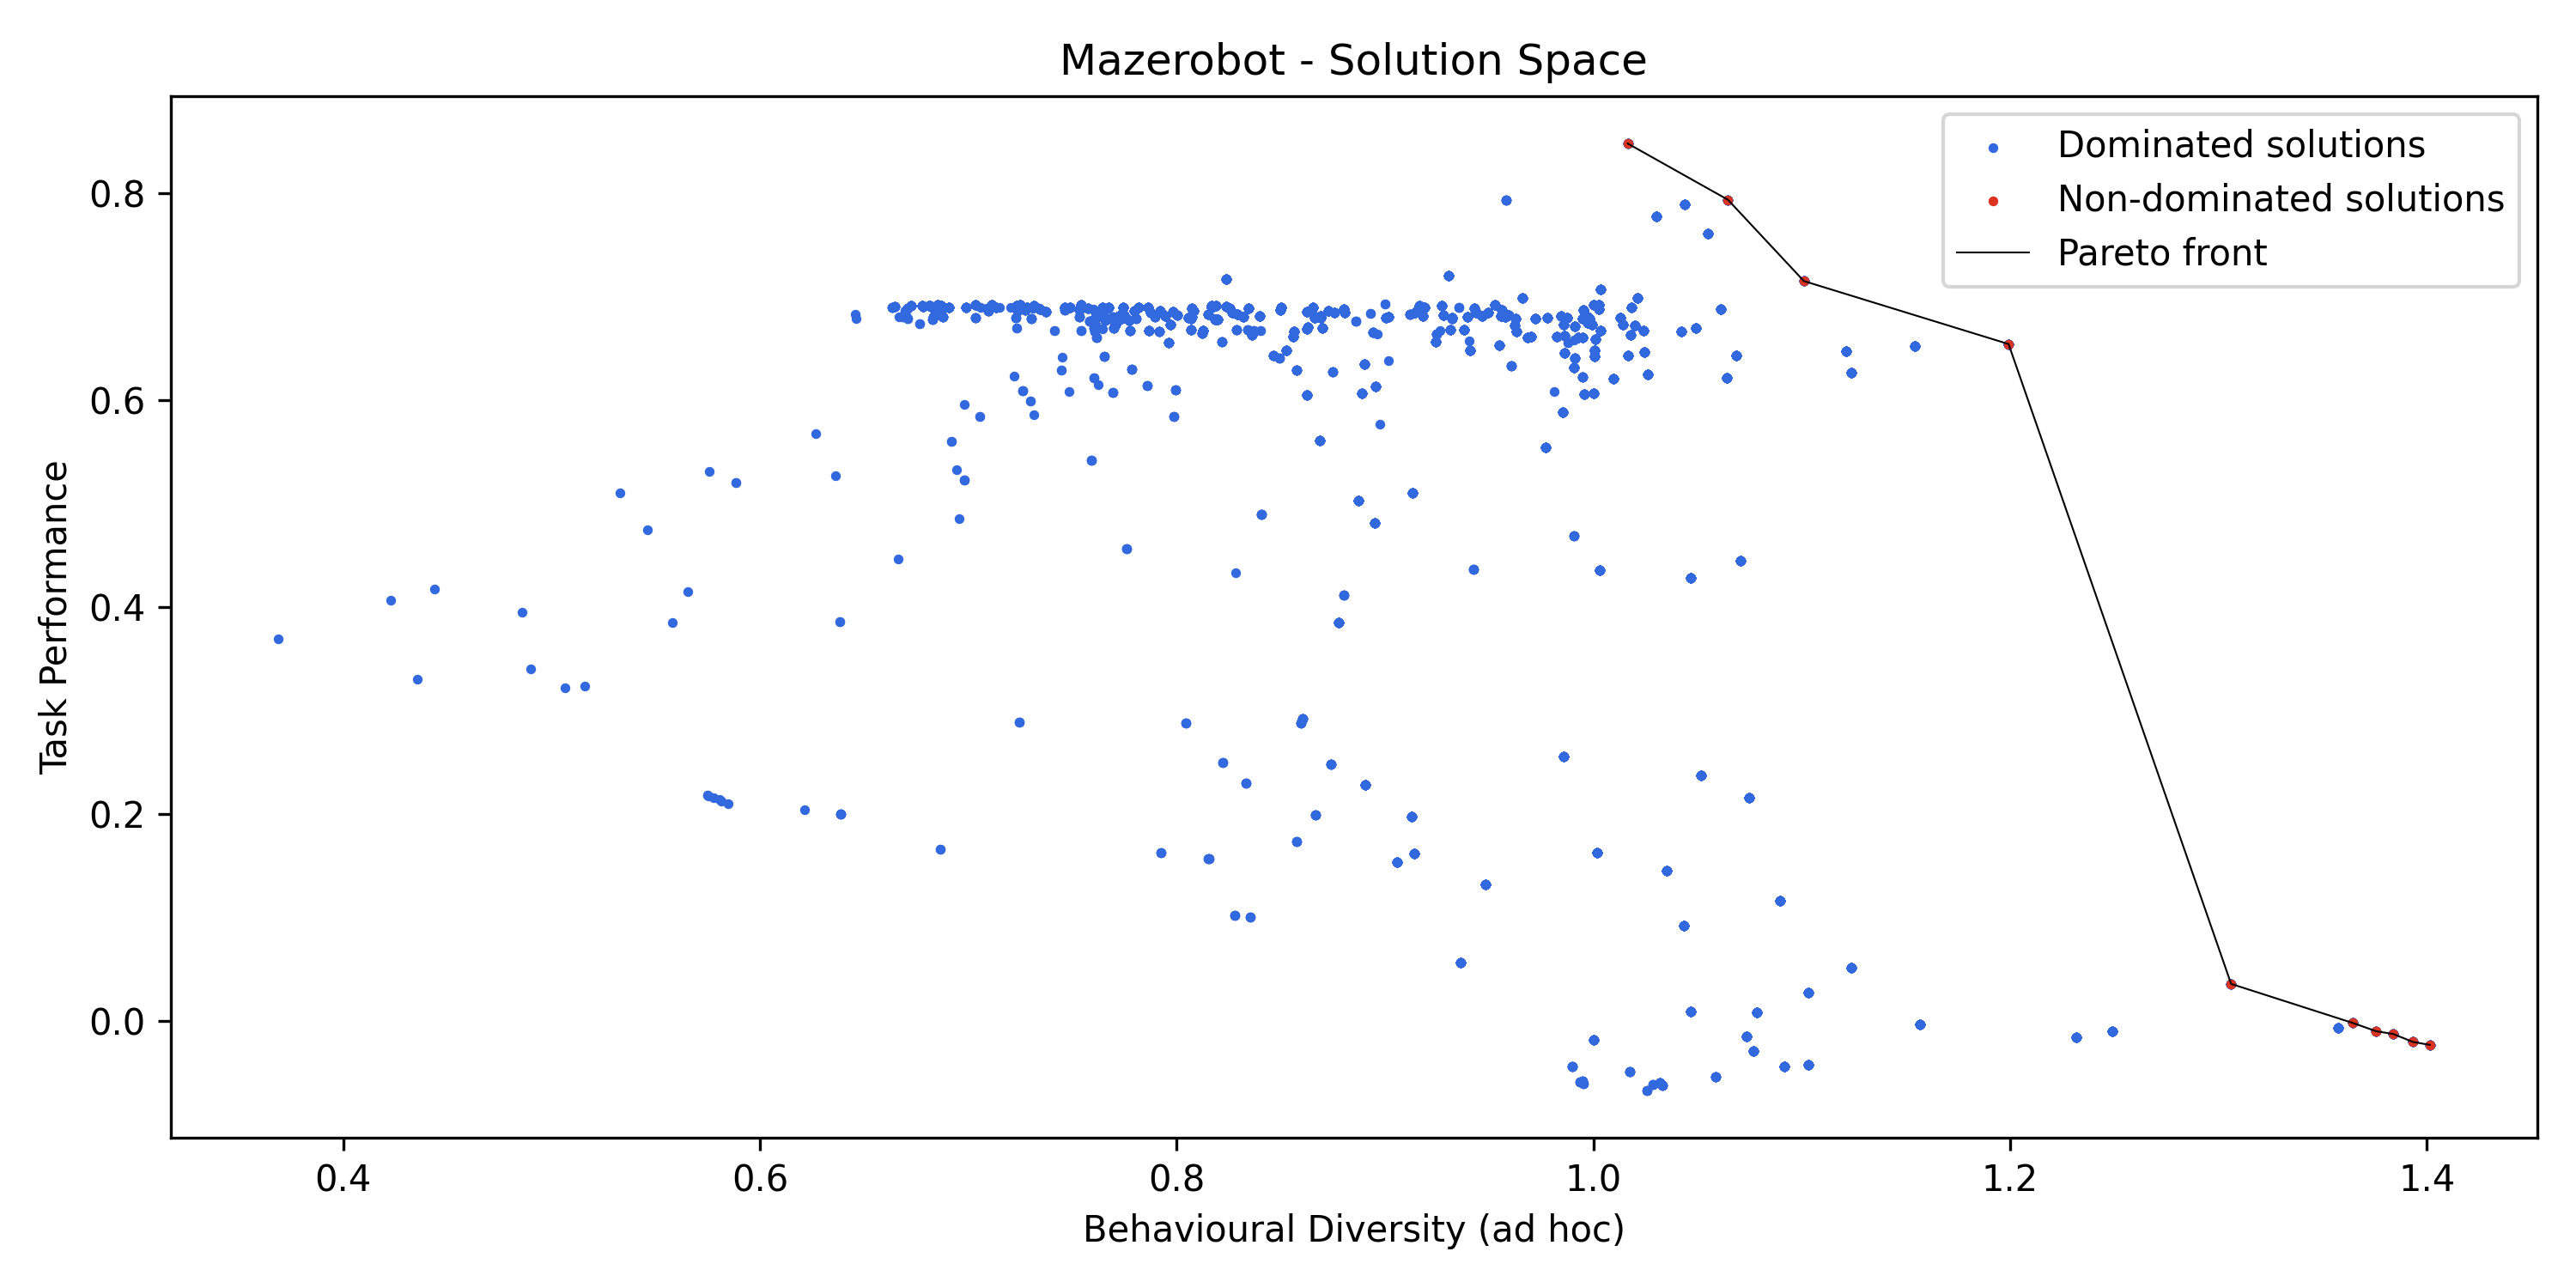 Mazerobot - Solution Space
Dominated solutions
Non-dominated solutions
Pareto front
Task Performance
0.8
0.6
0.4
0.2
0.0
0.4 0.6 0.8 1.0 1.2 1.4
Behavioural Diversity (ad hoc)